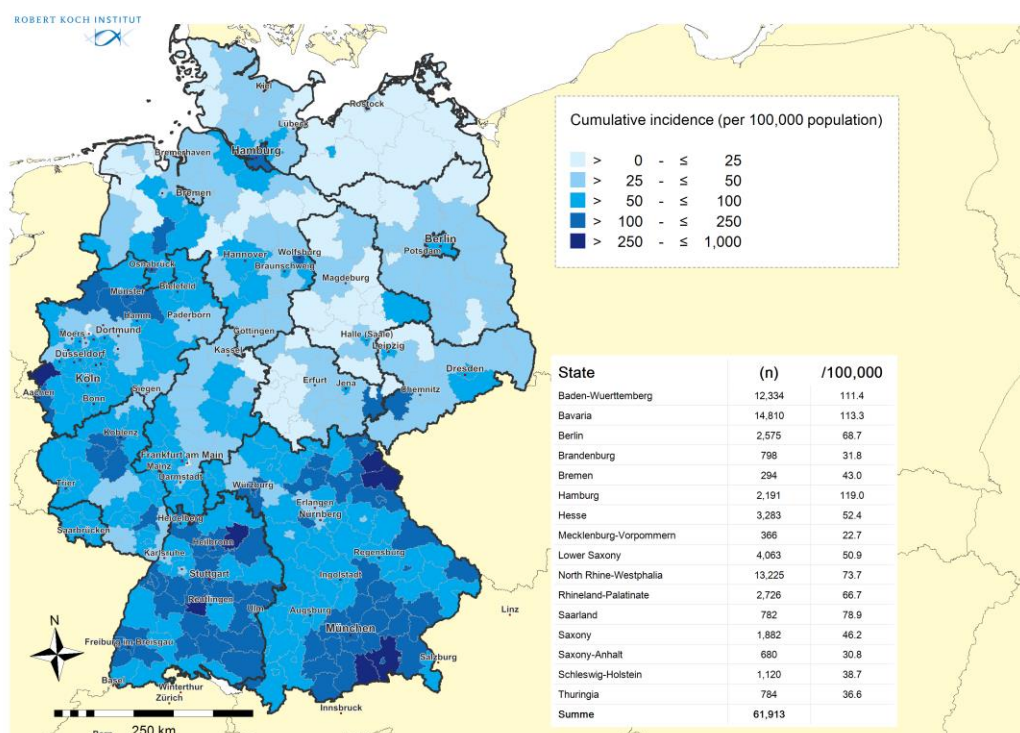 ROBERT KOCH INSTITUT
Kiel
Rostock
Lübeck
Bremerhaven
Hamburg
Bremen
Berlin
Potsdam
Hannover
Wolfsburg
Braunschweig
Osnabrück
Magdeburg
Münster
Bielefeld
Hamm
Paderborn
Moers
Dortmund
Göttingen
Halle (Saale)
Leipzig
Düsseldorf
Kassel
Köln
Dresden
Erfurt
Jena
Chemnitz
Aachen
Siegen
Bonn
Koblenz
Frankfurt am Main
Mainz
Darmstadt
Würzburg
Trier
Erlangen
Nürnberg
Heidelberg
Saarbrücken
Heilbronn
Karlsruhe
Regensburg
Stuttgart
Ingolstadt
Reutlingen
Ulm
Augsburg
Linz
München
Freiburg im Breisgau
Salzburg
Basel
Winterthur
Zürich
Innsbruck
N
250 km
Cumulative incidence (per 100,000 population)
> 0 - ≤ 25
> 25 - ≤ 50
> 50 - ≤ 100
> 100 - ≤ 250
> 250 - ≤ 1,000
State (n) /100,000
Baden-Wuerttemberg 12,334 111.4
Bavaria 14,810 113.3
Berlin 2,575 68.7
Brandenburg 798 31.8
Bremen 294 43.0
Hamburg 2,191 119.0
Hesse 3,283 52.4
Mecklenburg-Vorpommern 366 22.7
Lower Saxony 4,063 50.9
North Rhine-Westphalia 13,225 73.7
Rhineland-Palatinate 2,726 66.7
Saarland 782 78.9
Saxony 1,882 46.2
Saxony-Anhalt 680 30.8
Schleswig-Holstein 1,120 38.7
Thuringia 784 36.6
Summe 61,913